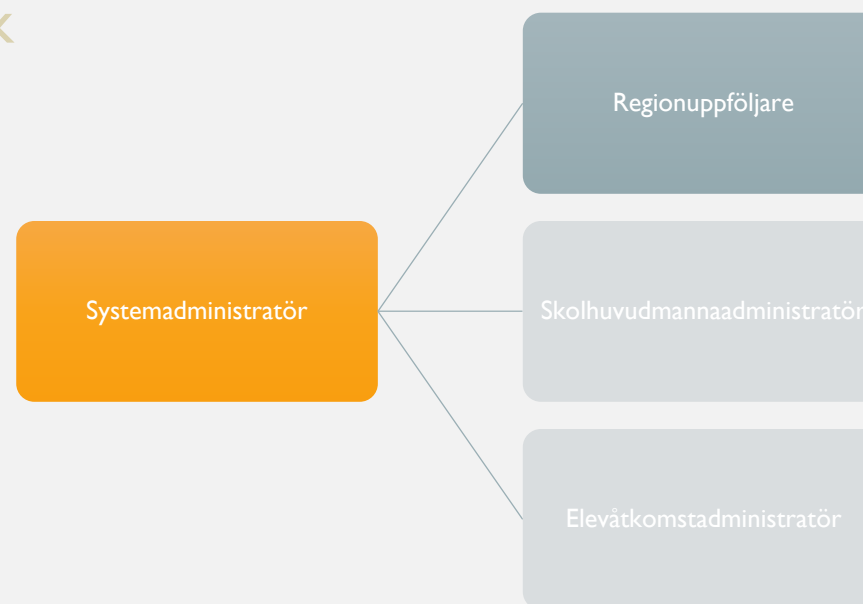 Regionuppföljare
Systemadministratör
Skolhuvudmannaadministratör
Elevåtkomstadministratör